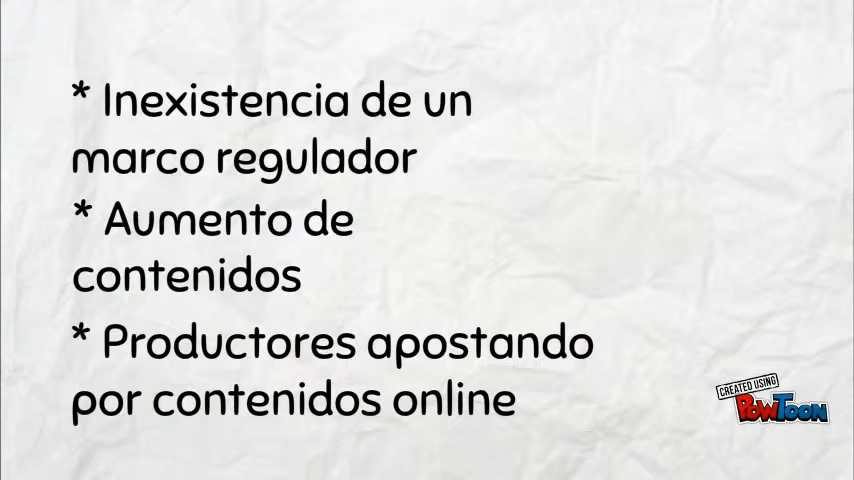 * Inexistencia de un
marco regulador
* Aumento de
contenidos
* Productores apostando
por contenidos online
CREATED USING
POWTOON